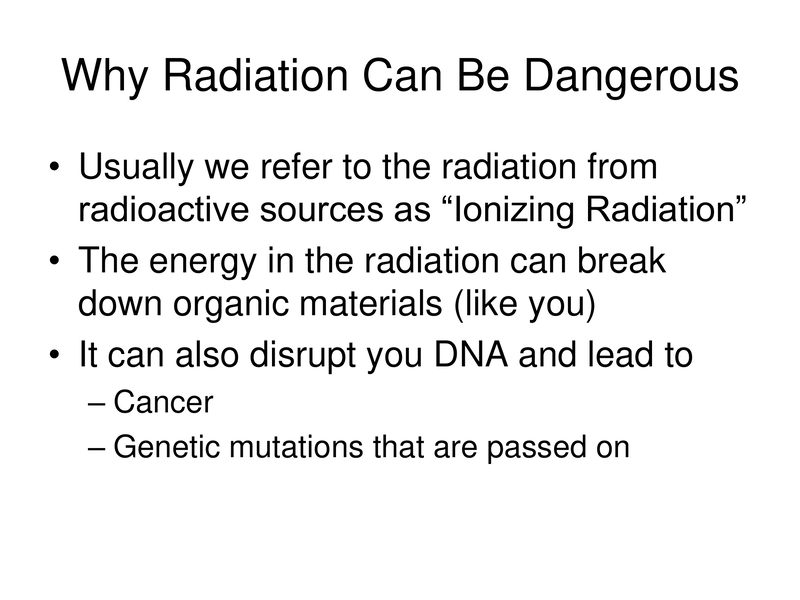 Why Radiation Can Be Dangerous
• Usually we refer to the radiation from
radioactive sources as “Ionizing Radiation”
• The energy in the radiation can break
down organic materials (like you)
• It can also disrupt you DNA and lead to
– Cancer
– Genetic mutations that are passed on